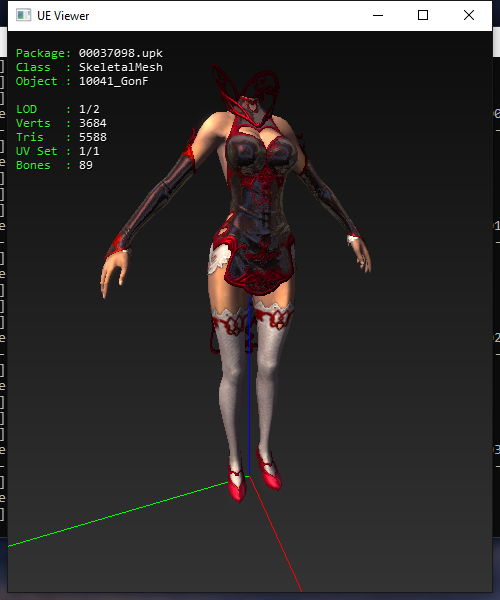 UE Viewer
Package: 00037098.upk
Class : SkeletalMesh
Object : 10041_GonF
LOD : 1/2
Verts : 3684
Tris : 5588
UV Set : 1/1
Bones : 89